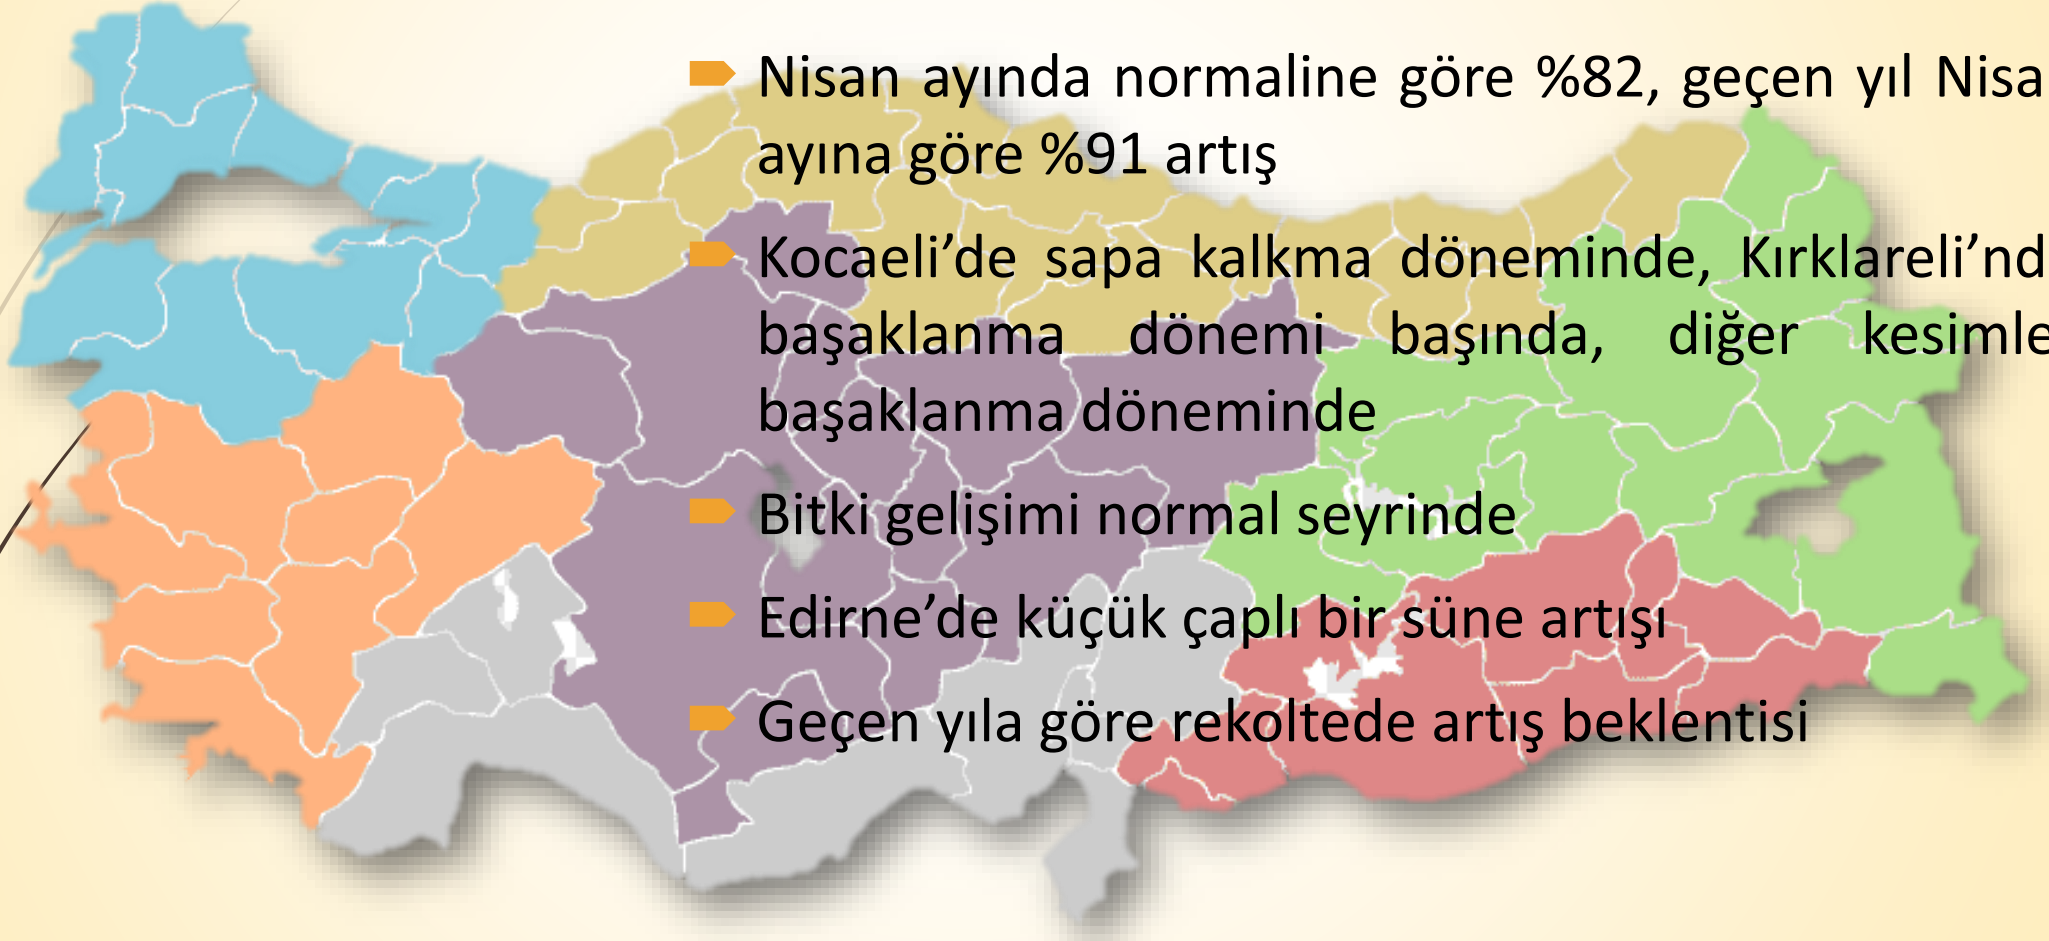 Nisan ayında normaline göre %82, geçen yıl Nisa
ayına göre %91 artış
Kocaeli’de sapa kalkma döneminde, Kırklareli’nd
başaklanma dönemi başında, diğer kesimle
başaklanma döneminde
Bitki gelişimi normal seyrinde
Edirne’de küçük çaplı bir süne artışı
Geçen yıla göre rekoltede artış beklentisi